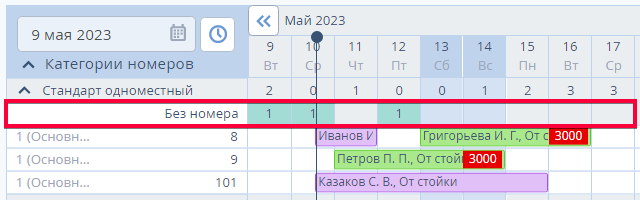 Май 2023
9 мая 2023
9 10 11 12 13 14 15 16 17
Вт Ср Чт Пт Сб Вс Пн Вт Ср
Категории номеров
Стандарт одноместный 2 0 1 0 0 1 2 3 3
Без номера 1 1 1
1 (Основн... 8 Иванов И Григорьева И. Г., От с 3000
1 (Основн... 9 Петров П. П., От стойк 3000
1 (Основн... 101 Казаков С. В., От стойки